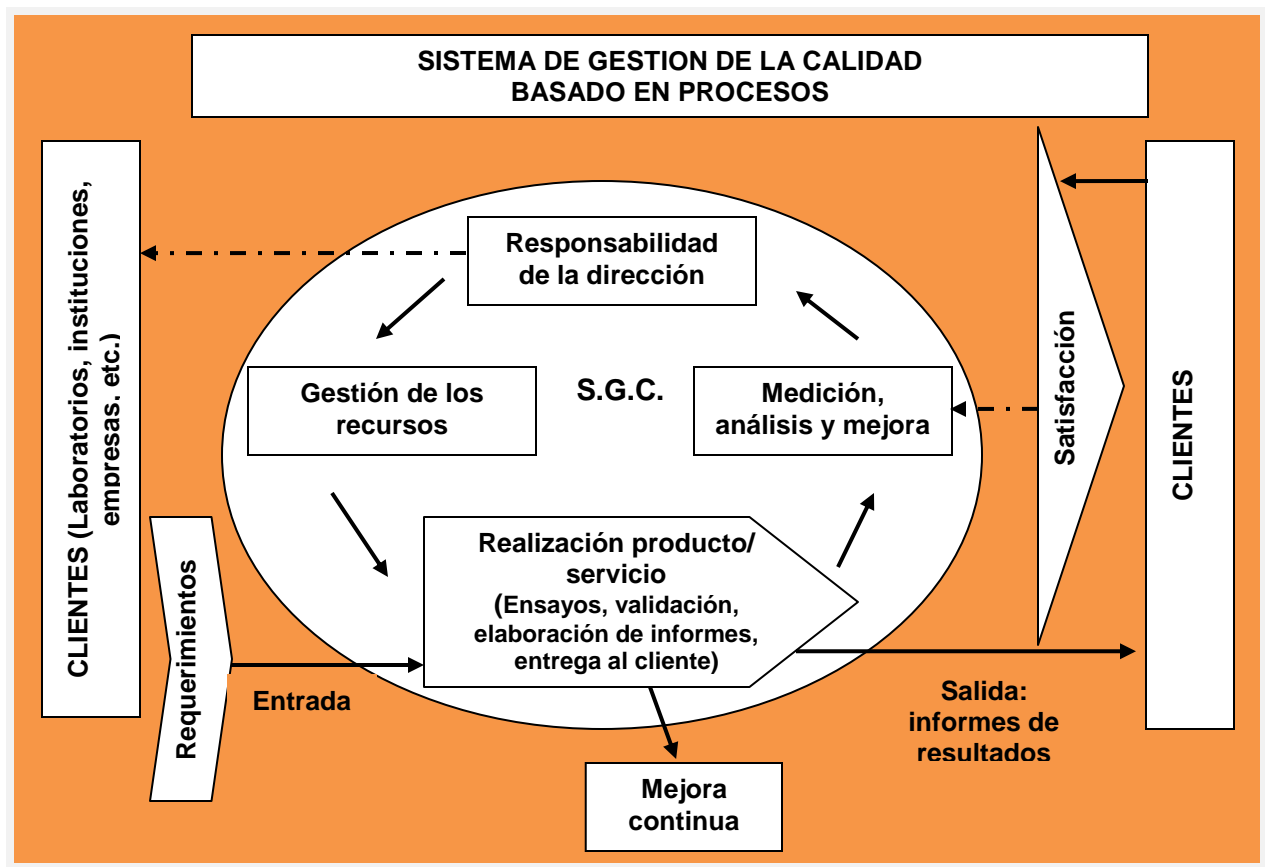 SISTEMA DE GESTION DE LA CALIDAD
BASADO EN PROCESOS
CLIENTES (Laboratorios, instituciones,
empresas. etc.)
Responsabilidad
de la dirección
Gestión de los
recursos
S.G.C.
Medición,
análisis y mejora
Satisfacción
CLIENTES
Requerimientos
Entrada
Realización producto/
servicio
(Ensayos, validación,
elaboración de informes,
entrega al cliente)
Salida:
informes de
resultados
Mejora
continua